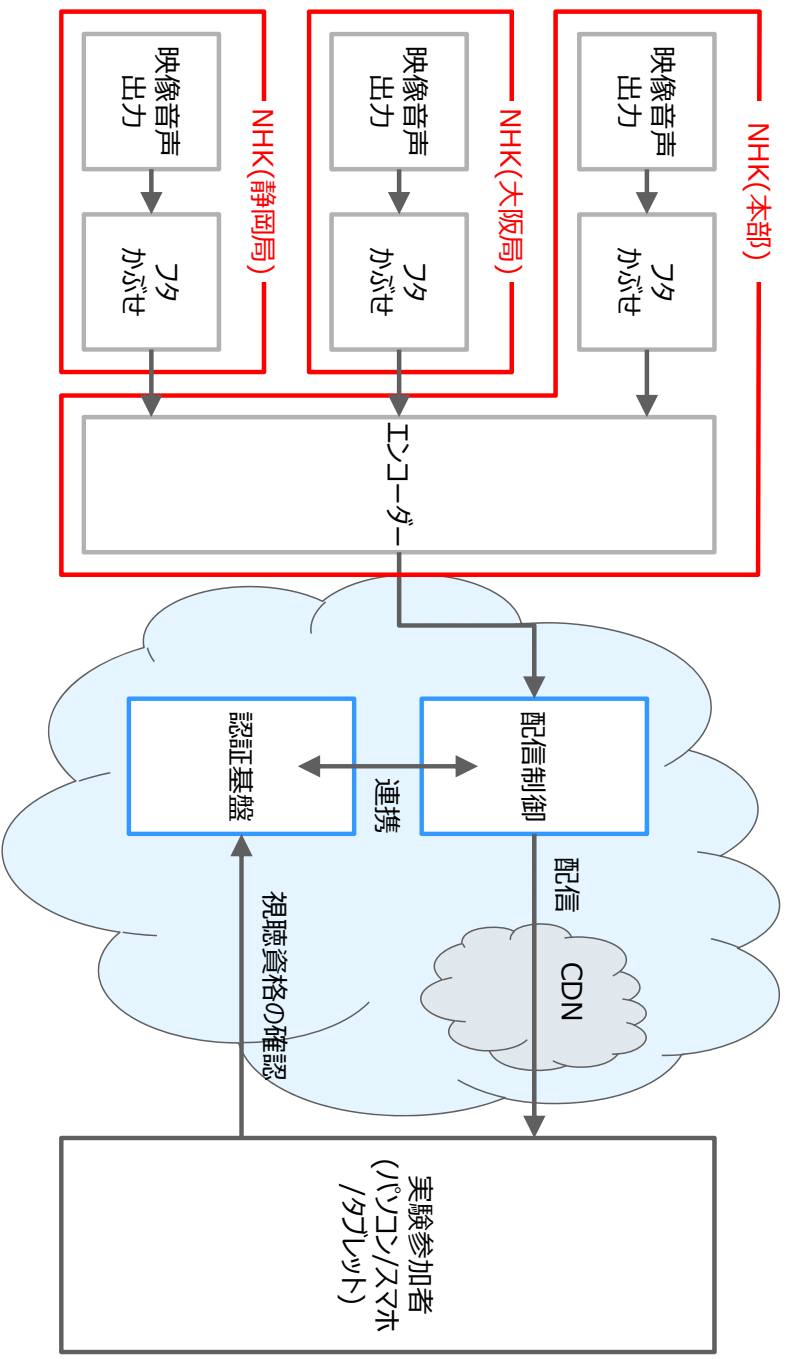 NHK(本部)
映像音声
出力
フタ
かぶせ
NHK(大阪局)
映像音声
出力
フタ
かぶせ
NHK(静岡局)
映像音声
出力
フタ
かぶせ
エンコーダー
配信制御
連携
認証基盤
配信
CDN
視聴資格の確認
実験参加者
(パソコン/スマホ
/タブレット)